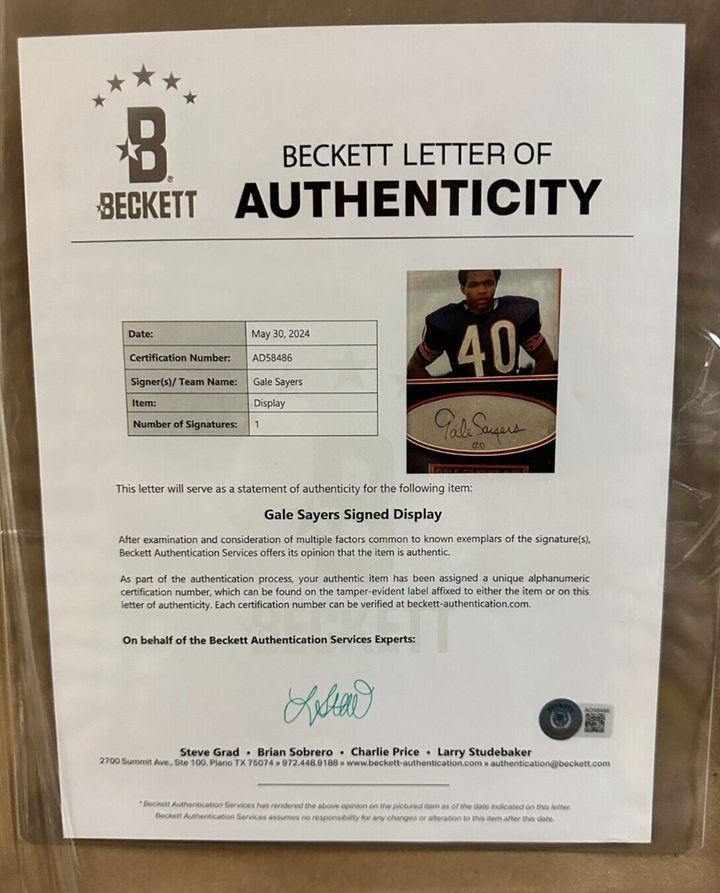 B
BECKETT
BECKETT LETTER OF
AUTHENTICITY
Date: May 30, 2024
Certification Number: AD58486
Signer(s)/ Team Name: Gale Sayers
Item: Display
Number of Signatures: 1
40
Gale Sayers
40
This letter will serve as a statement of authenticity for the following item:
Gale Sayers Signed Display
After examination and consideration of multiple factors common to known exemplars of the signature(s),
Beckett Authentication Services offers its opinion that the item is authentic.
As part of the authentication process, your authentic item has been assigned a unique alphanumeric
certification number, which can be found on the tamper-evident label affixed to either the item or on this
letter of authenticity. Each certification number can be verified at beckett-authentication.com.
On behalf of the Beckett Authentication Services Experts:
BECKETT
AD58486
Steve Grad • Brian Sobrero • Charlie Price • Larry Studebaker
2700 Summit Ave., Ste 100, Plano TX 75074 » 972.448.9188 » www.beckett-authentication.com » authentication@beckett.com
* Beckett Authentication Services has rendered the above opinion on the pictured item as of the date indicated on this letter.
Beckett Authentication Services assumes no responsibility for any changes or alteration to this item after this date.